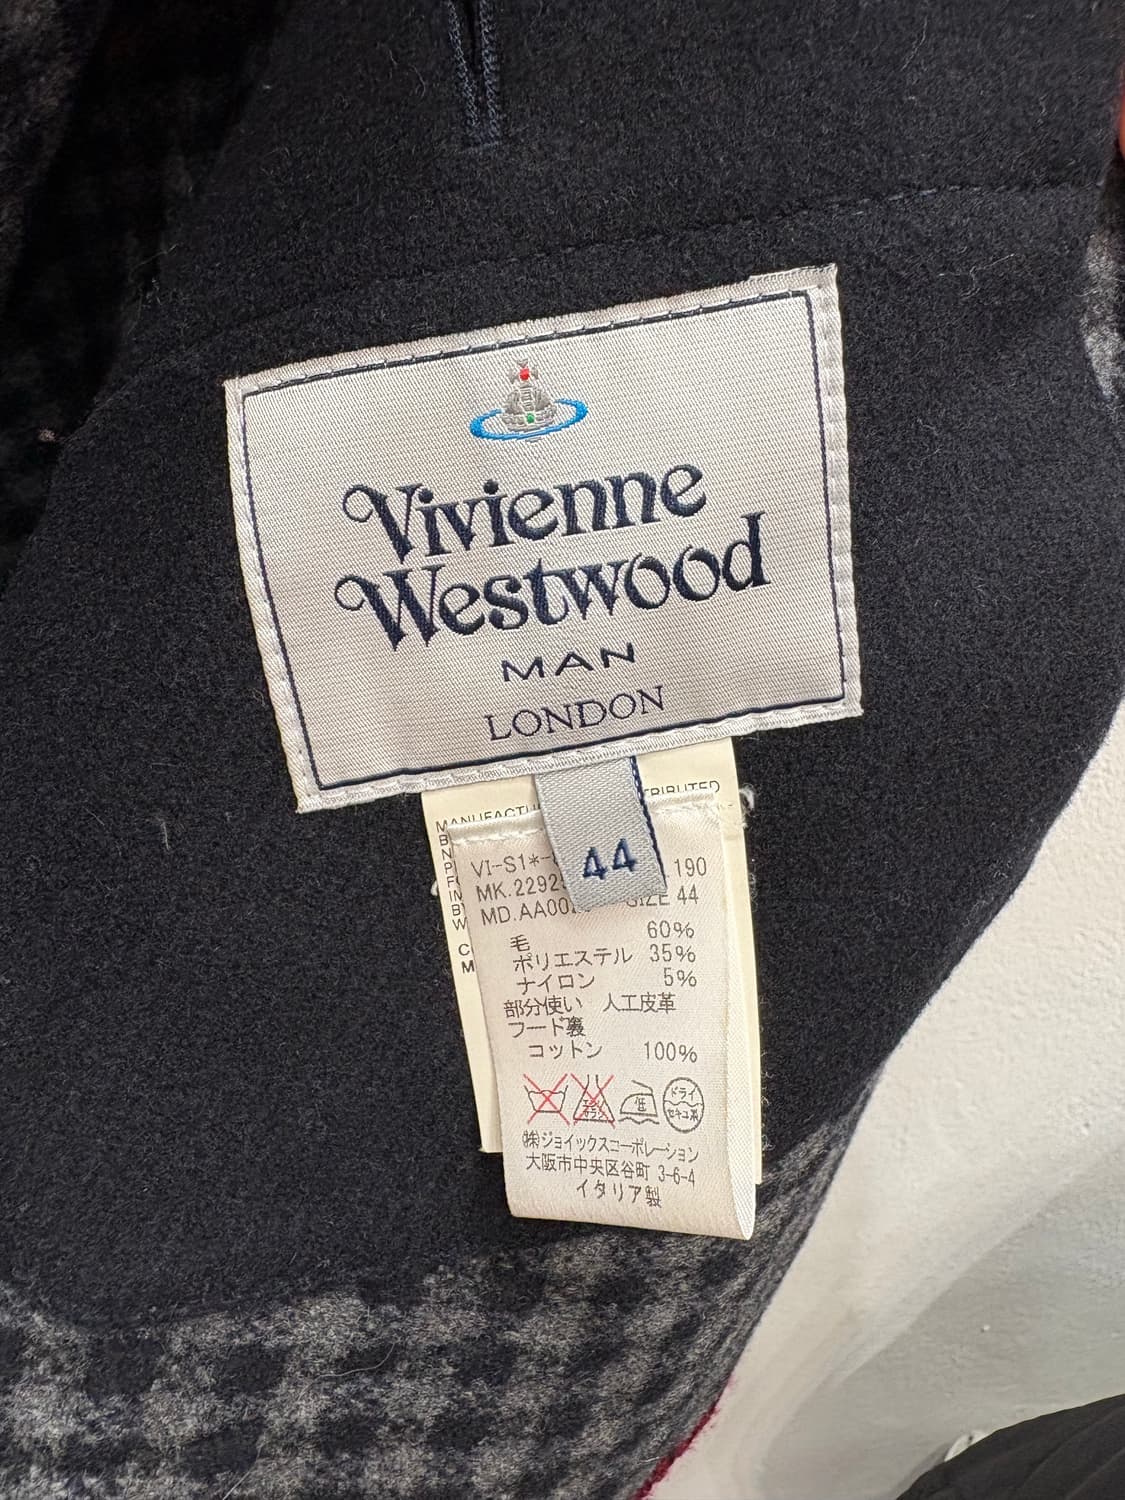 Vivienne
Westwood
MAN
LONDON
44
VI-S1*- 190
MK.2292
MD.AA00 SIZE 44
毛 60%
ポリエステル 35%
ナイロン 5%
部分使い 人工皮革
フード裏
コットン 100%
低 ドライ
セキユ系
(株)ジョイックスコーポレーション
大阪市中央区谷町 3-6-4
イタリア製